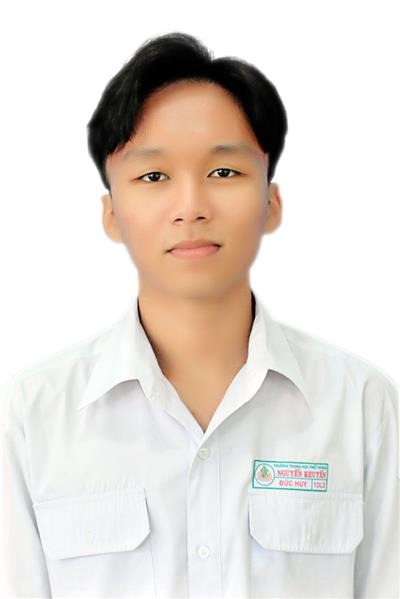 TRƯỜNG TRUNG HỌC PHỔ THÔNG
NGUYỄN KHUYẾN
ĐỨC HUY 12L2